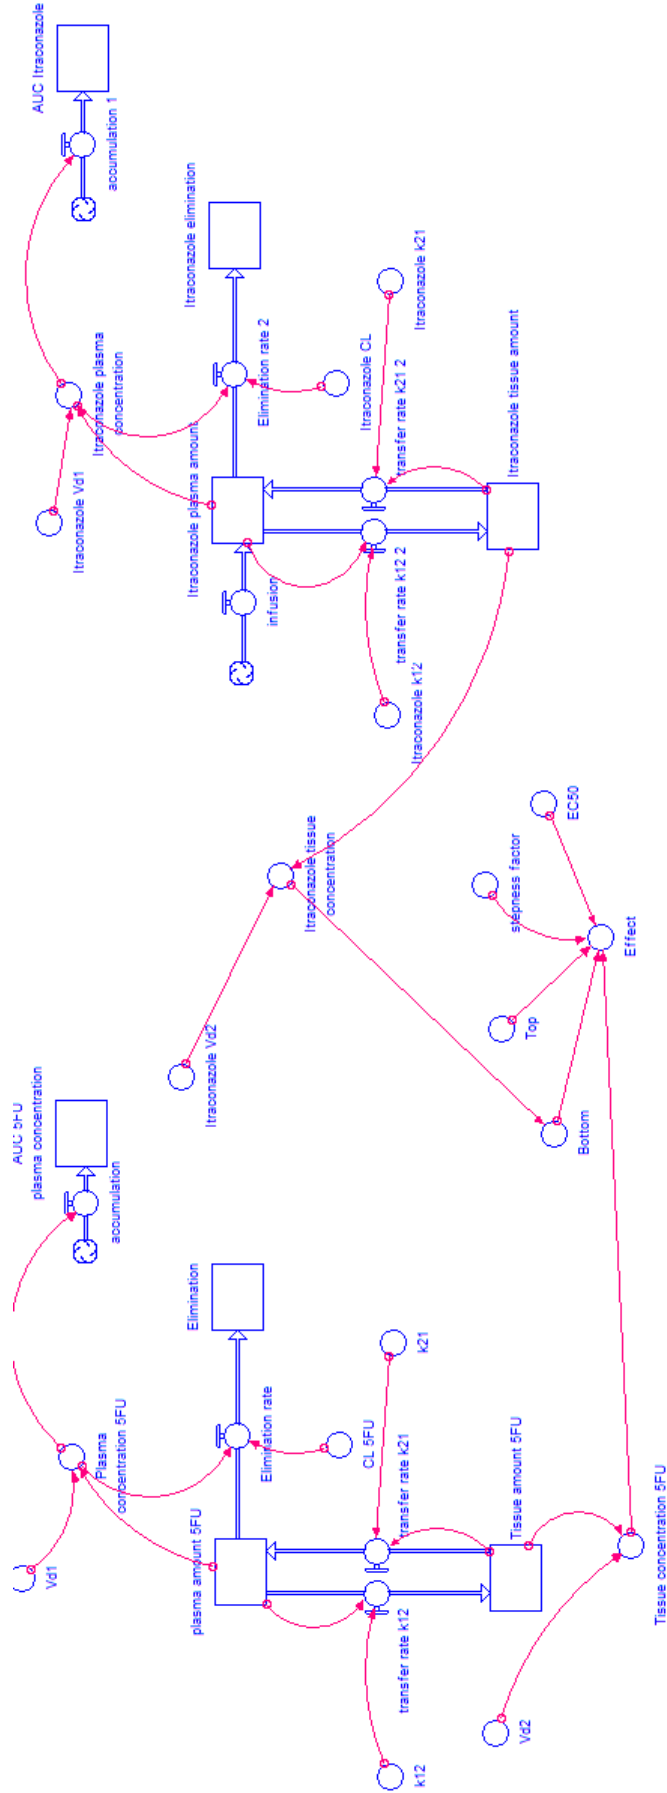 Vd1
Plasma
concentration 5FU
AUC 5FU
plasma concentration
accumulation
plasma amount 5FU
Elimination rate
Elimination
CL 5FU
k12
transfer rate k12
transfer rate k21
k21
Tissue amount 5FU
Vd2
Tissue concentration 5FU
Itraconazole Vd2
Itraconazole tissue
concentration
Bottom
Top
stepness factor
EC50
Effect
Itraconazole Vd1
Itraconazole plasma
concentration
AUC Itraconazole
accumulation 1
infusion
Itraconazole plasma amount
Elimination rate 2
Itraconazole elimination
Itraconazole CL
Itraconazole k12
transfer rate k12 2
transfer rate k21 2
Itraconazole k21
Itraconazole tissue amount